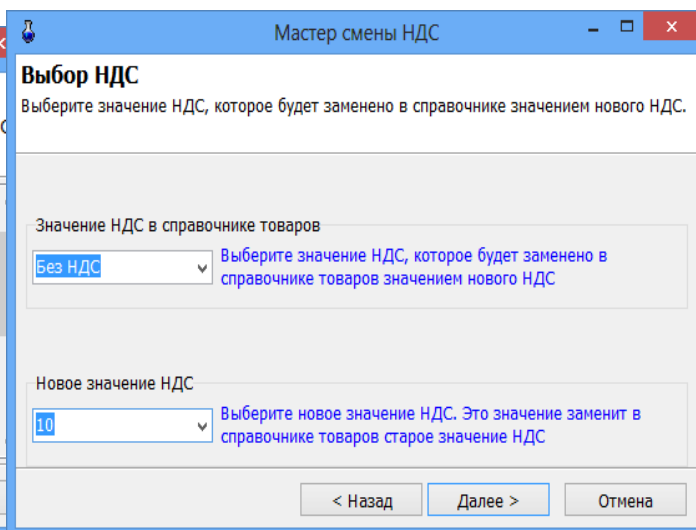 Мастер смены НДС
Выбор НДС
Выберите значение НДС, которое будет заменено в справочнике значением нового НДС.
Значение НДС в справочнике товаров
Без НДС
Выберите значение НДС, которое будет заменено в
справочнике товаров значением нового НДС
Новое значение НДС
10
Выберите новое значение НДС. Это значение заменит в
справочнике товаров старое значение НДС
< Назад
Далее >
Отмена